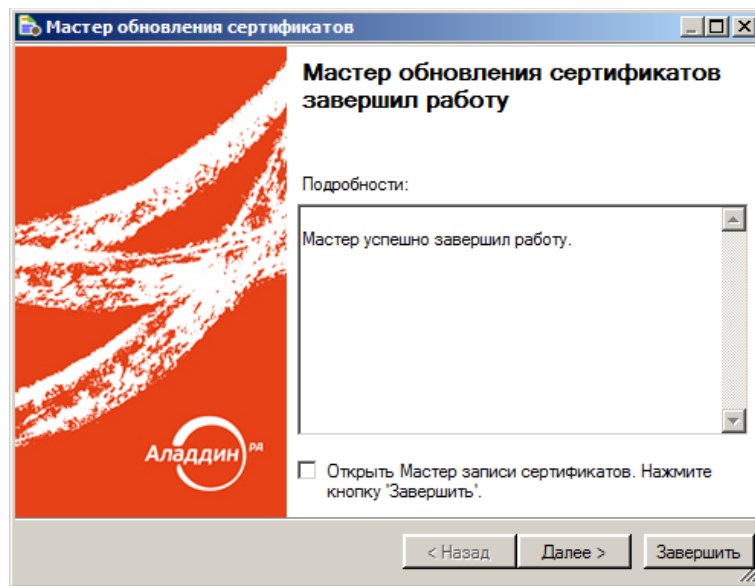 Мастер обновления сертификатов
Мастер обновления сертификатов
завершил работу
Подробности:
Мастер успешно завершил работу.
Аладдин РД
Открыть Мастер записи сертификатов. Нажмите
кнопку 'Завершить'.
< Назад Далее > Завершить